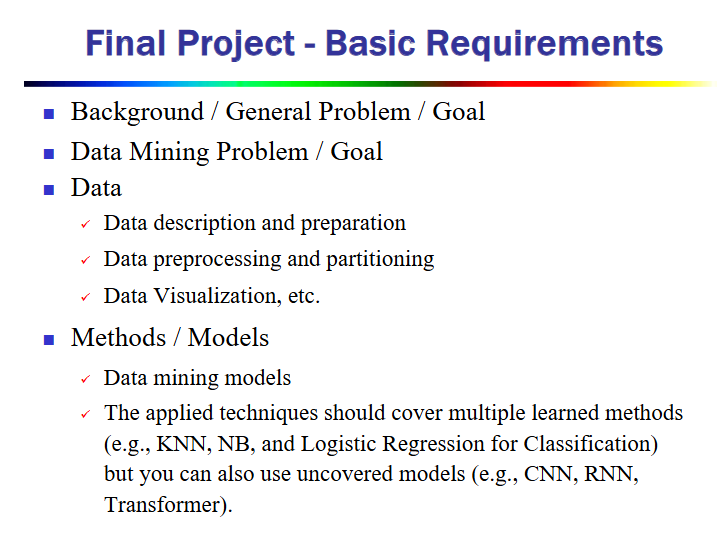 Final Project - Basic Requirements
Background / General Problem / Goal
Data Mining Problem / Goal
Data
Data description and preparation
Data preprocessing and partitioning
Data Visualization, etc.
Methods / Models
Data mining models
The applied techniques should cover multiple learned methods
(e.g., KNN, NB, and Logistic Regression for Classification)
but you can also use uncovered models (e.g., CNN, RNN,
Transformer).